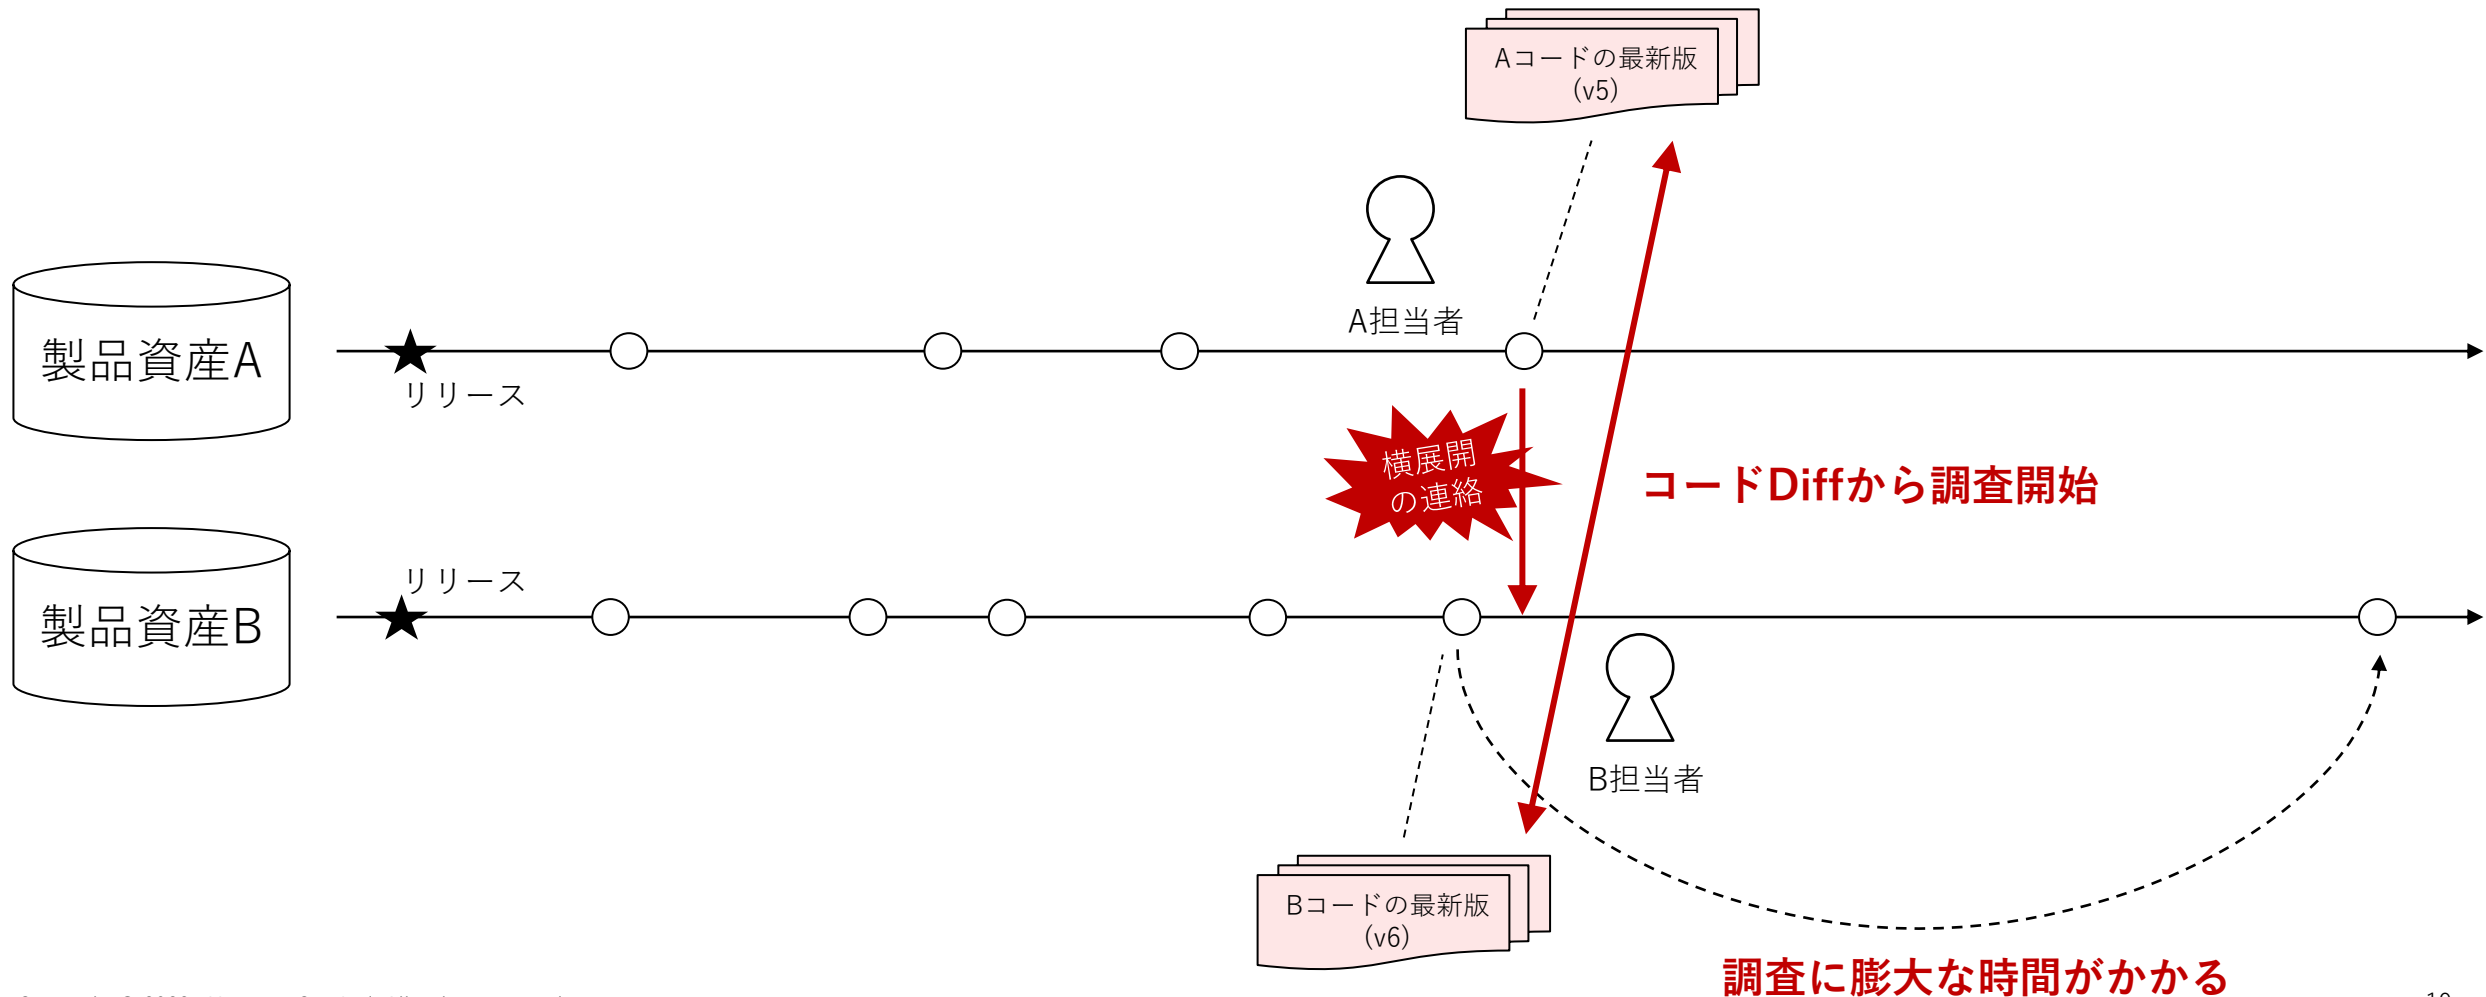 Aコードの最新版
(v5)
A担当者
製品資産A
リリース
横展開
の連絡
コードDiffから調査開始
製品資産B
リリース
B担当者
Bコードの最新版
(v6)
調査に膨大な時間がかかる